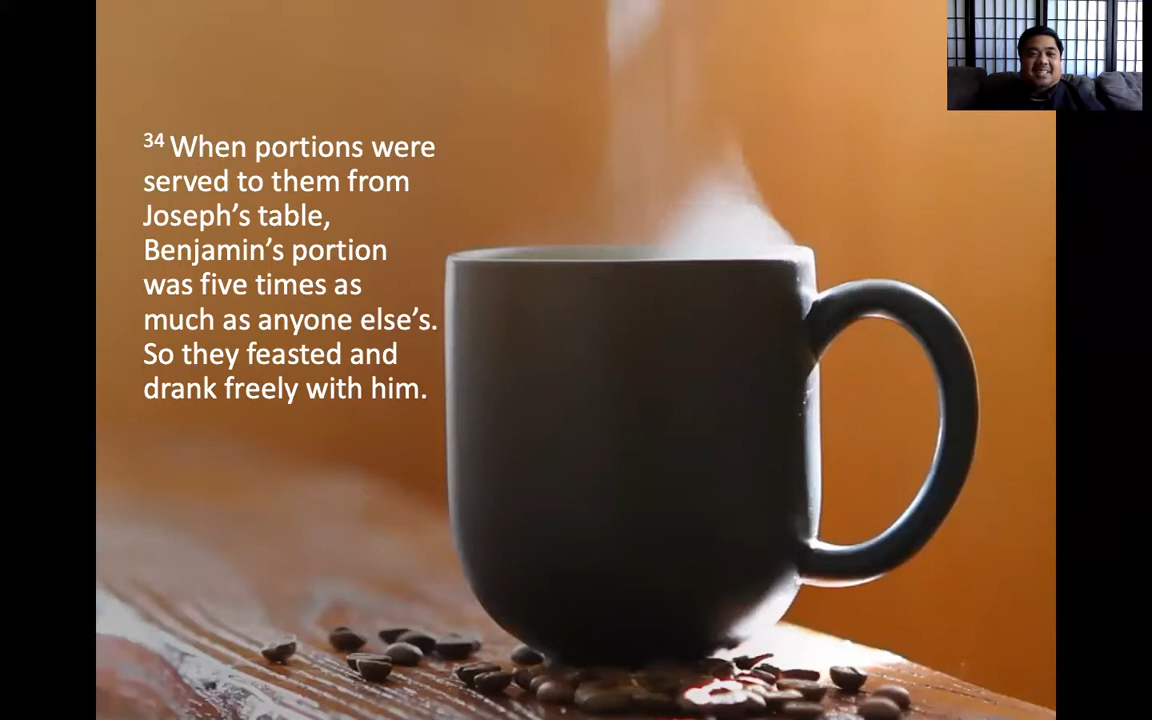 34 When portions were
served to them from
Joseph’s table,
Benjamin’s portion
was five times as
much as anyone else’s.
So they feasted and
drank freely with him.